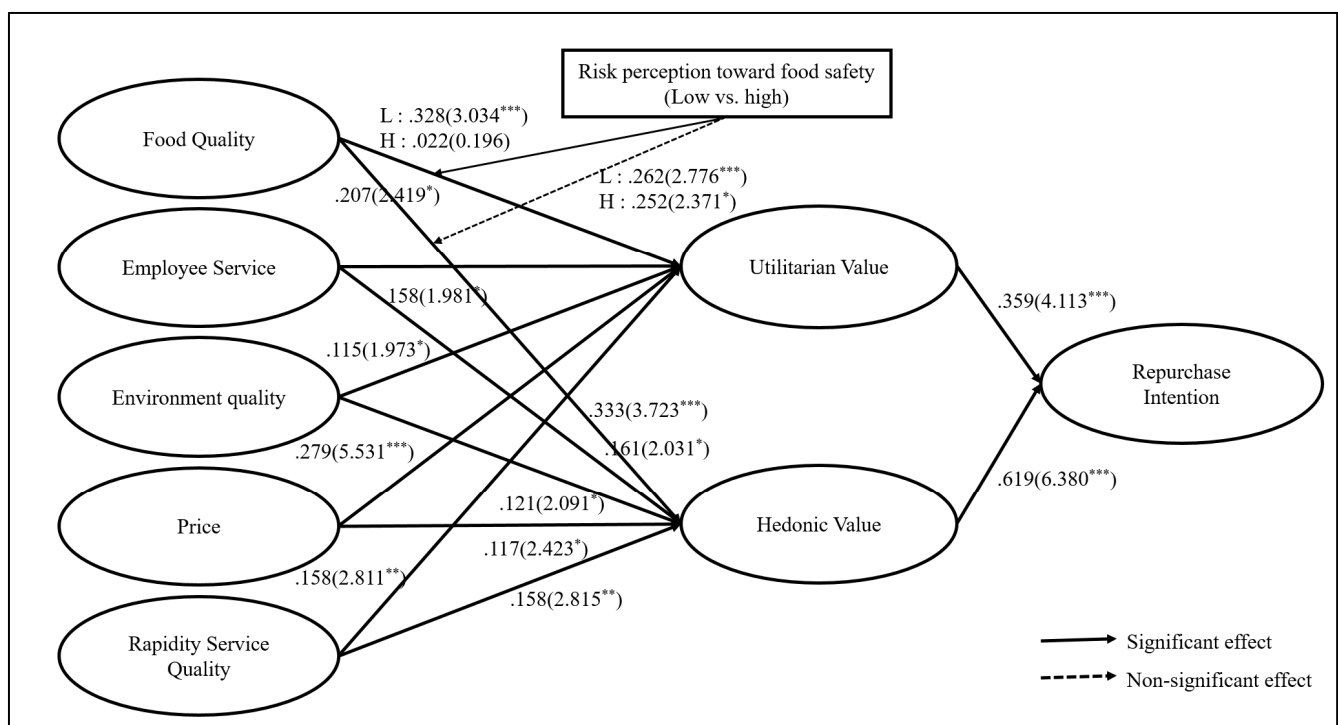 Risk perception toward food safety
(Low vs. high)
Food Quality
L : .328(3.034***)
H : .022(0.196)
L : .262(2.776***)
H : .252(2.371*)
.207(2.419*)
Employee Service
Utilitarian Value
.158(1.981*)
.359(4.113***)
.115(1.973*)
Environment quality
Repurchase
Intention
.333(3.723***)
.279(5.531***)
.161(2.031*)
.619(6.380***)
.121(2.091*)
Price
Hedonic Value
.117(2.423*)
.158(2.811**)
.158(2.815**)
Rapidity Service
Quality
Significant effect
Non-significant effect